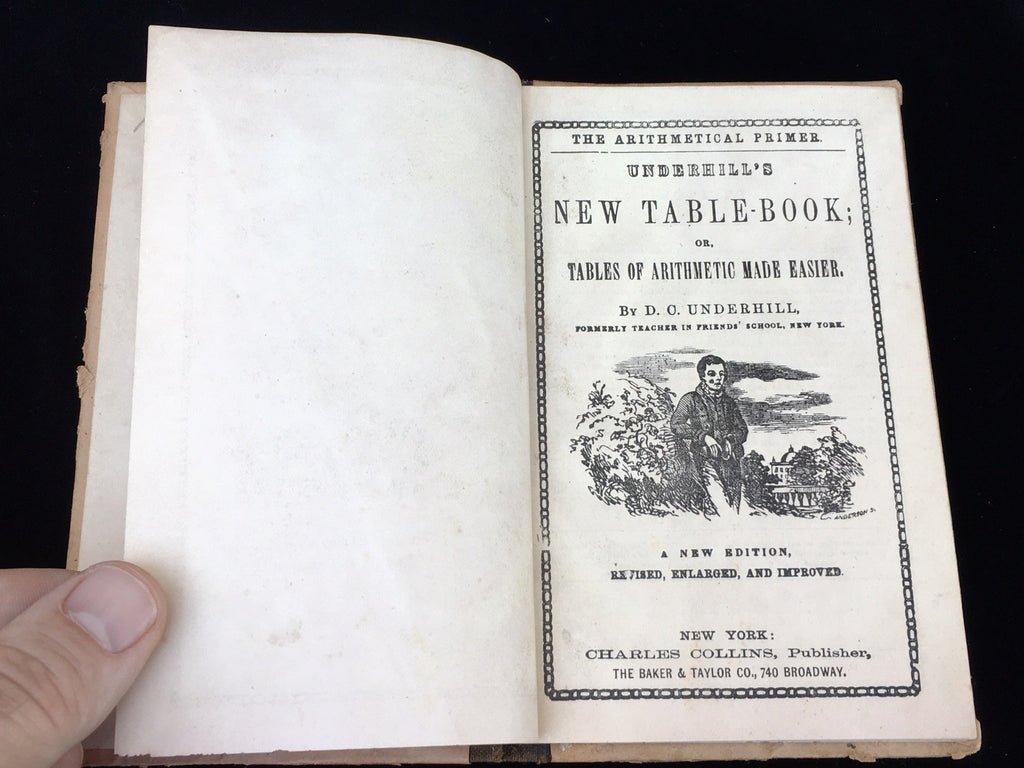 THE ARITHMETICAL PRIMER.
UNDERHILL'S
NEW TABLE-BOOK;
OR,
TABLES OF ARITHMETIC MADE EASIER.
By D. C. UNDERHILL,
FORMERLY TEACHER IN FRIENDS' SCHOOL, NEW YORK.
ANDERSON S.
A NEW EDITION,
REVISED, ENLARGED, AND IMPROVED.
NEW YORK:
CHARLES COLLINS, Publisher,
THE BAKER & TAYLOR CO., 740 BROADWAY.